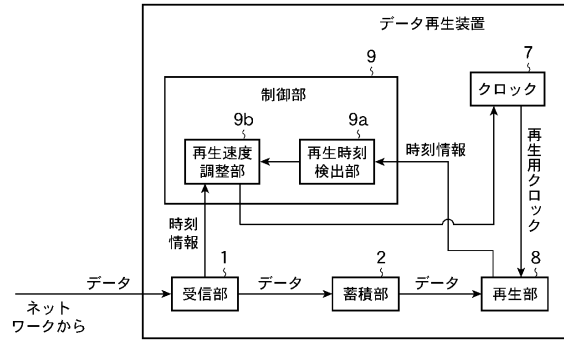 データ再生装置
9
7
制御部
クロック
9b
9a
再生速度
調整部
再生時刻
検出部
時刻情報
再生用クロック
時刻
情報
1
2
8
データ
受信部
データ
蓄積部
データ
再生部
ネット
ワークから